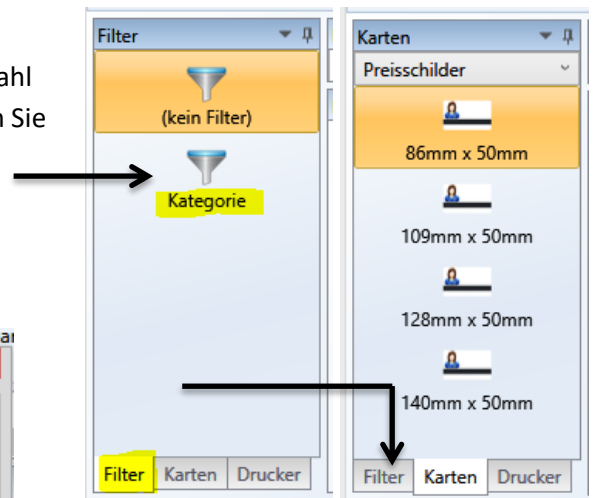 Filter
(kein Filter)
Kategorie
Filter Karten Drucker
Karten
Preisschilder
86mm x 50mm
109mm x 50mm
128mm x 50mm
140mm x 50mm
Filter Karten Drucker
Sie